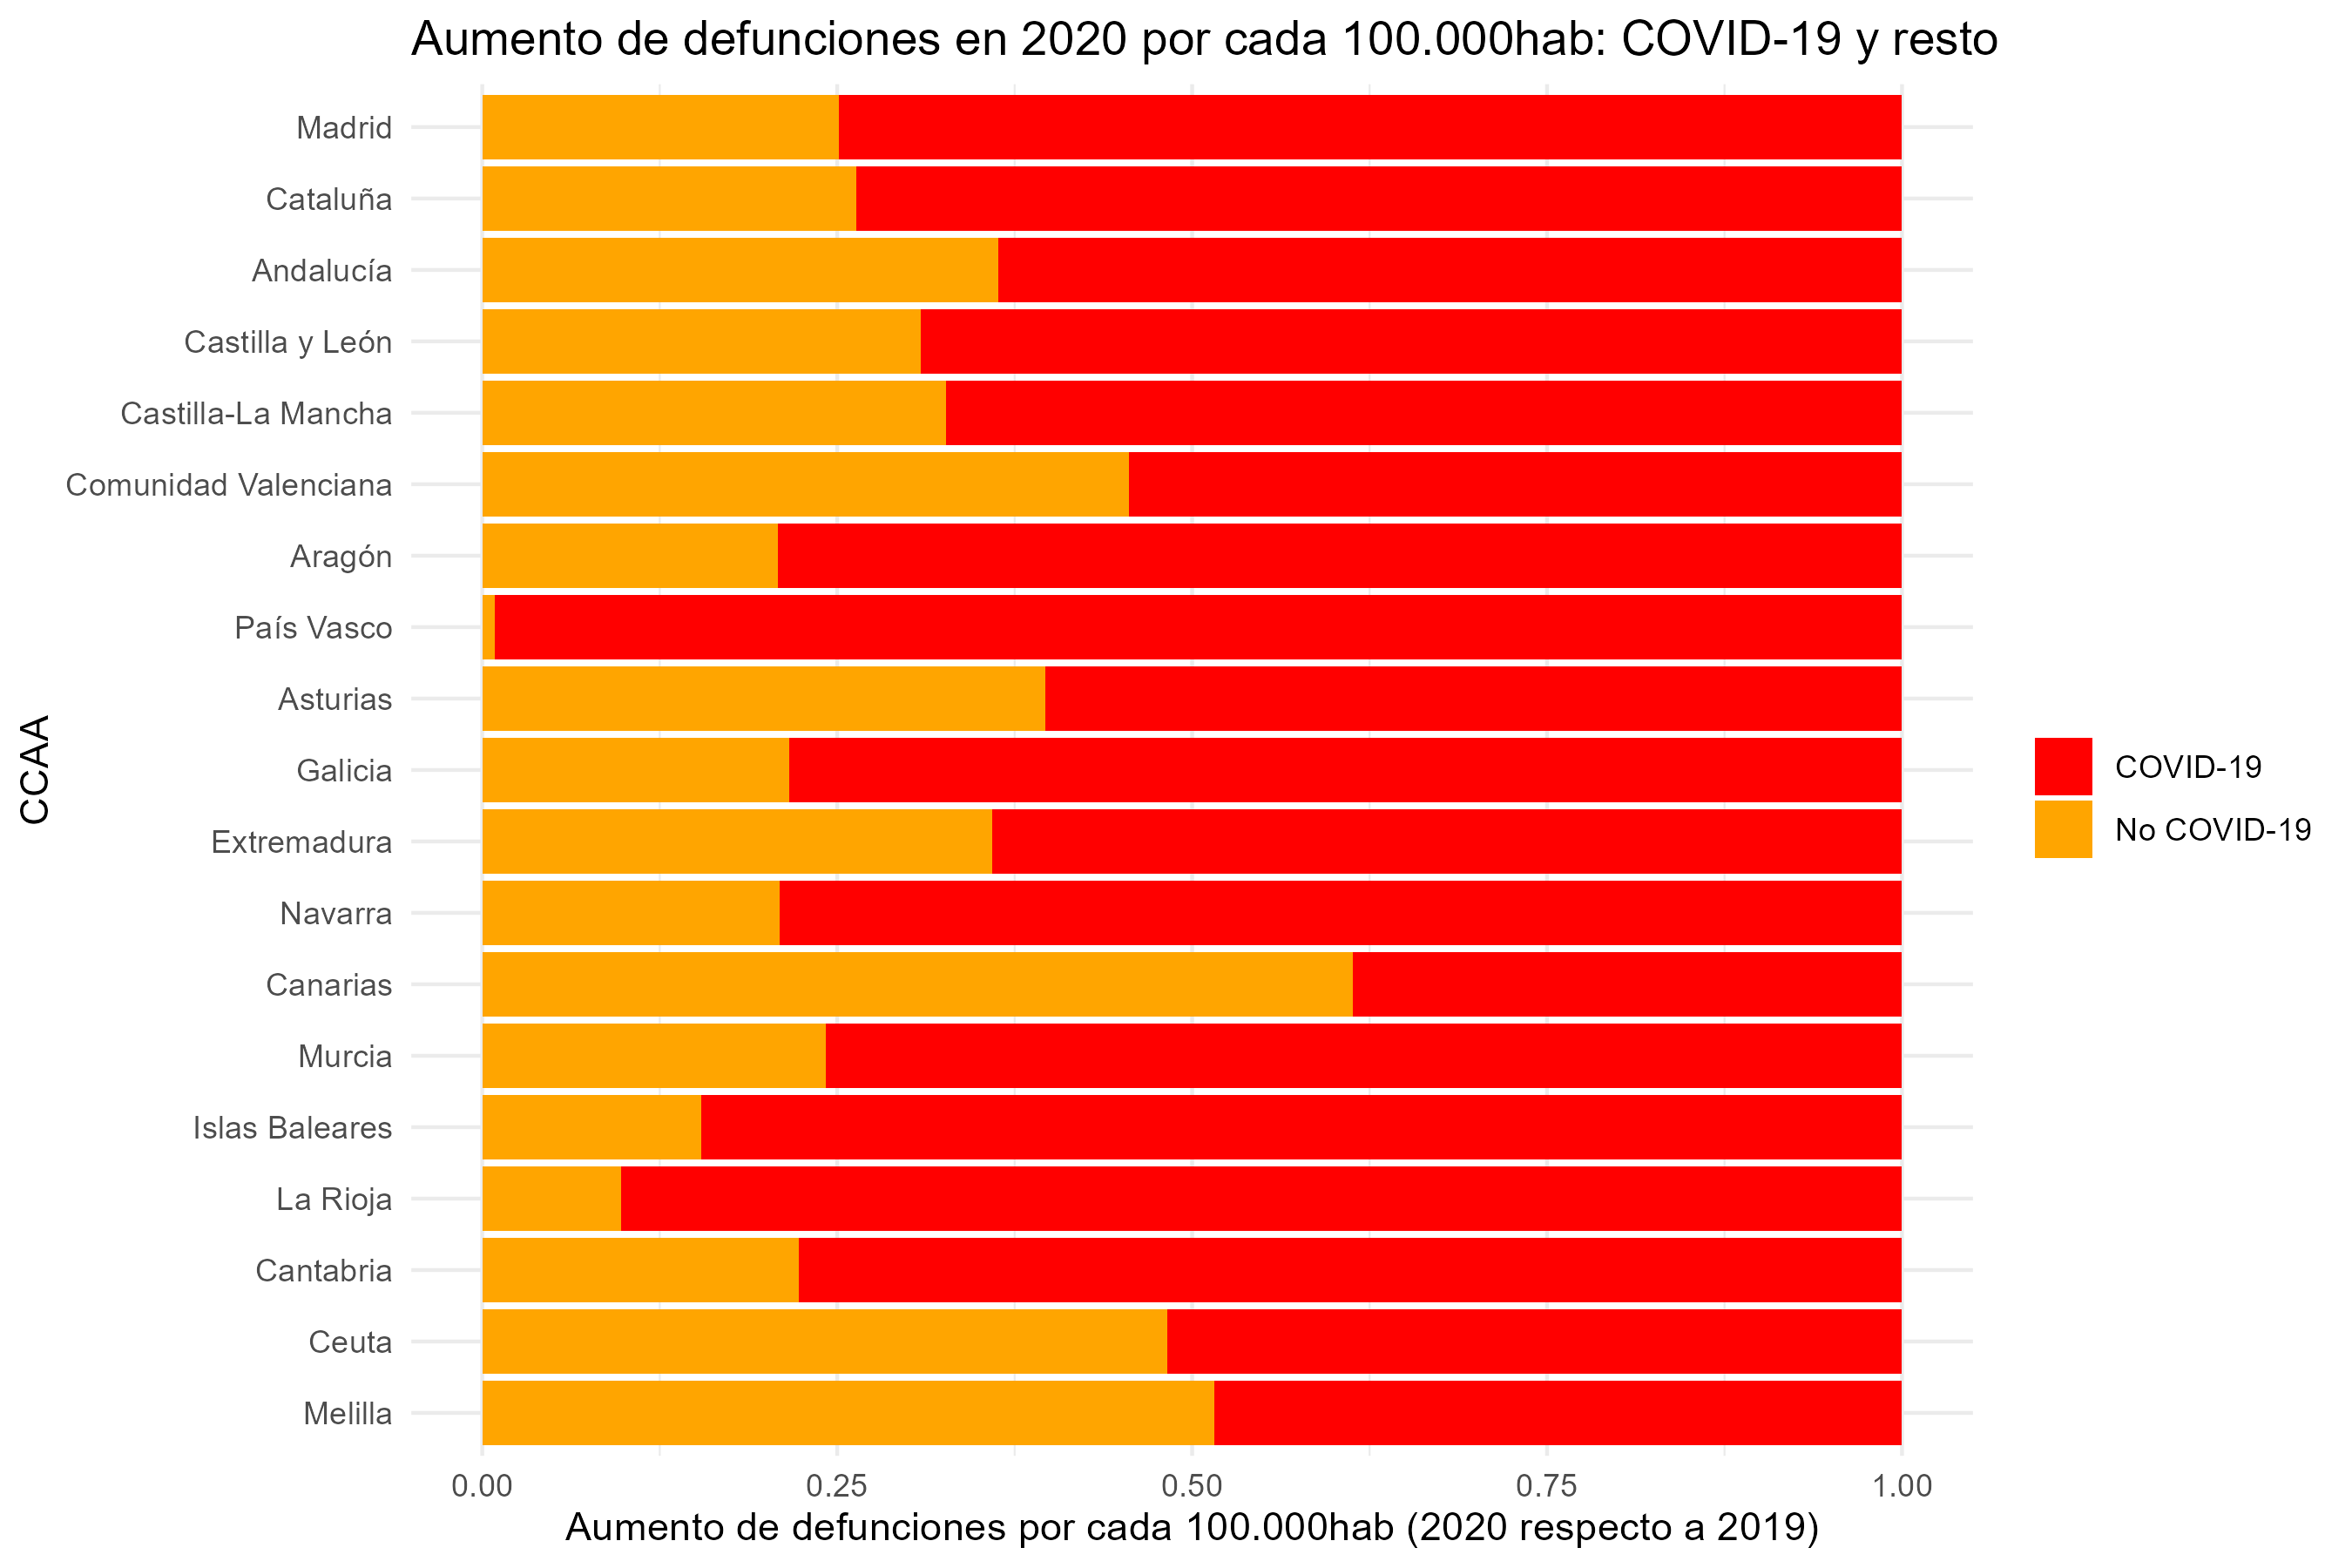 Aumento de defunciones en 2020 por cada 100.000hab: COVID-19 y resto
Madrid
Cataluña
Andalucía
Castilla y León
Castilla-La Mancha
Comunidad Valenciana
Aragón
País Vasco
Asturias
Galicia
Extremadura
Navarra
Canarias
Murcia
Islas Baleares
La Rioja
Cantabria
Ceuta
Melilla
CCAA
0.00
0.25
0.50
0.75
1.00
Aumento de defunciones por cada 100.000hab (2020 respecto a 2019)
COVID-19
No COVID-19